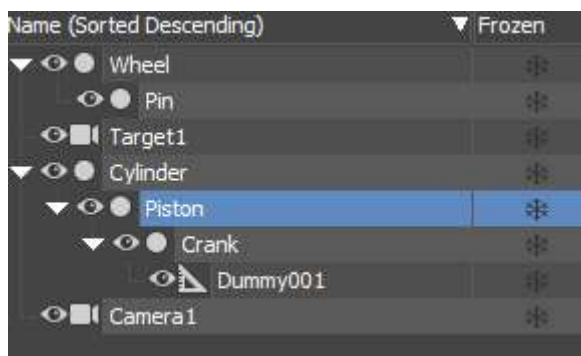 Name (Sorted Descending) Frozen
Wheel
Pin
Target1
Cylinder
Piston
Crank
Dummy001
Camera1